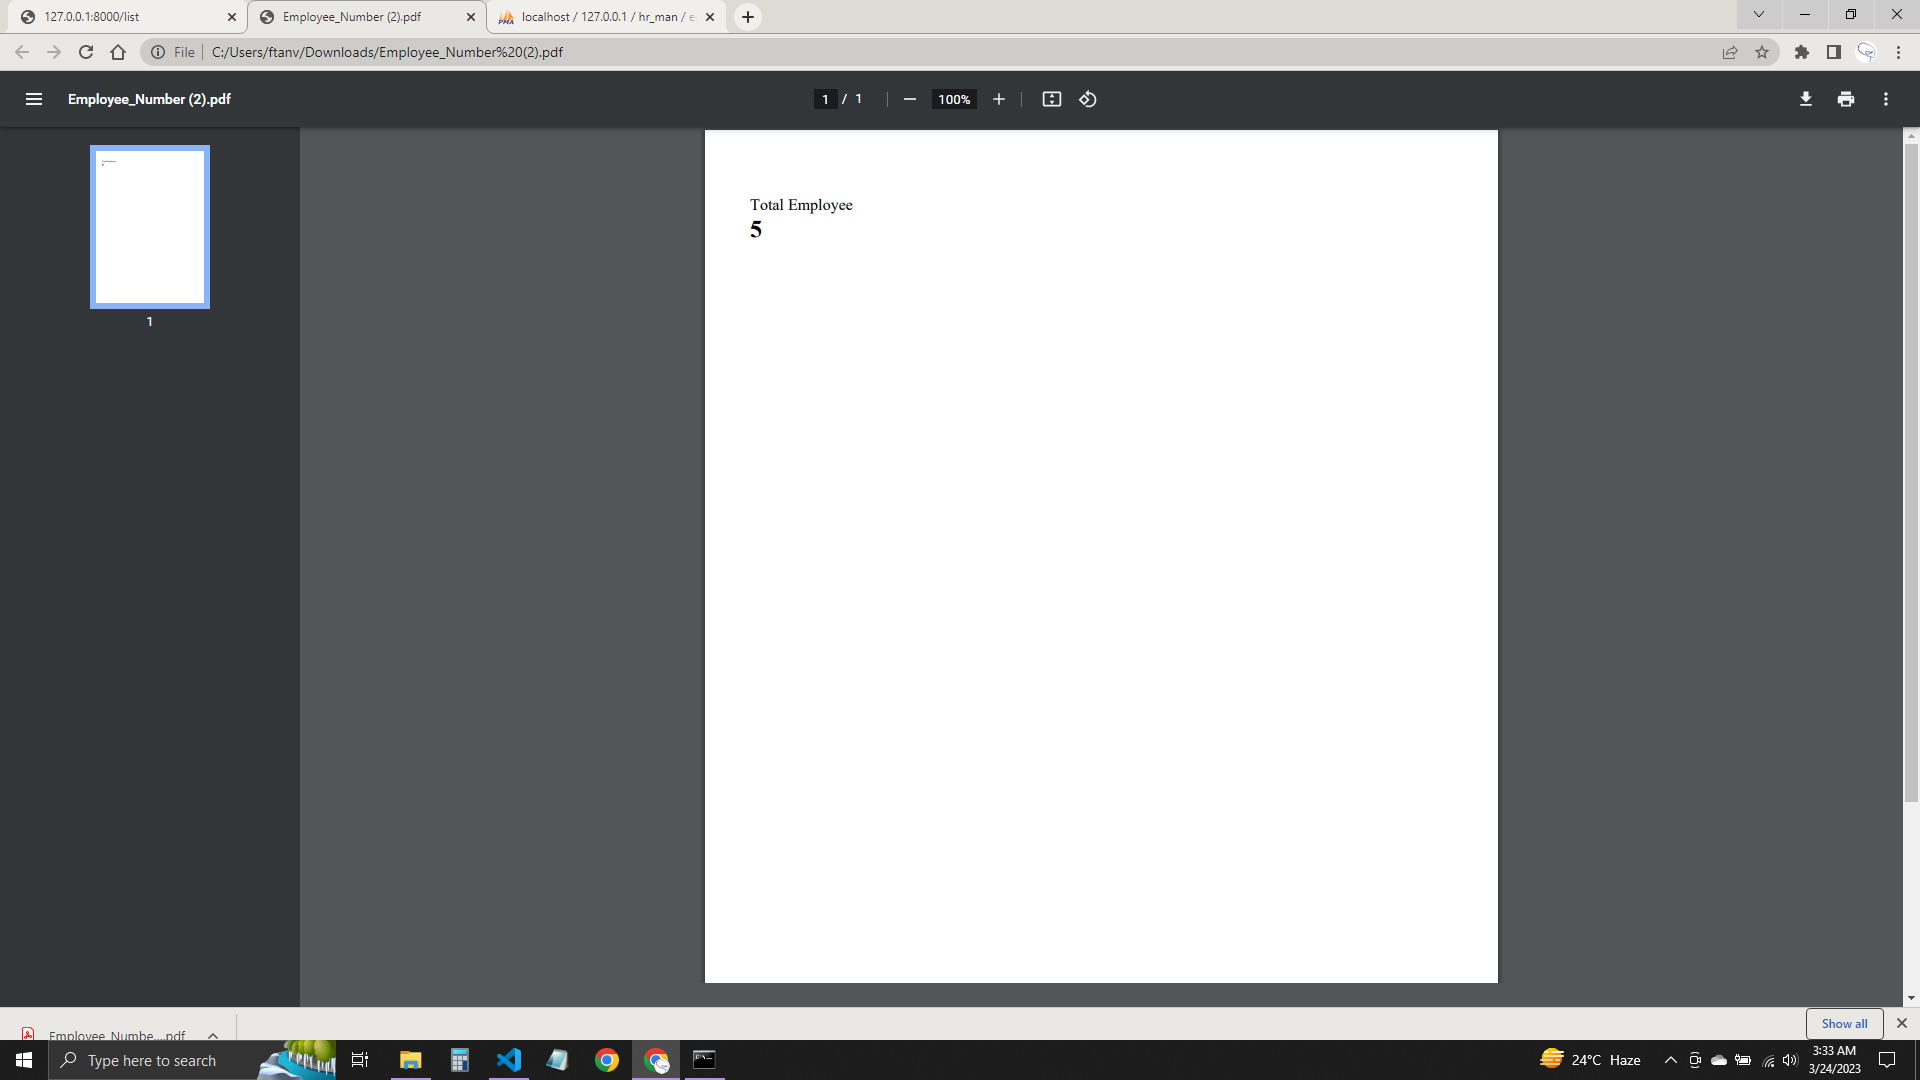 127.0.0.1:8000/list
Employee_Number (2).pdf
localhost / 127.0.0.1 / hr_man / e
File
C:/Users/ftanv/Downloads/Employee_Number%20(2).pdf
Employee_Number (2).pdf
1 / 1
100%
1
Total Employee
5
Employee_Numbe....pdf
Show all
Type here to search
24°C Haze
3:33 AM
3/24/2023